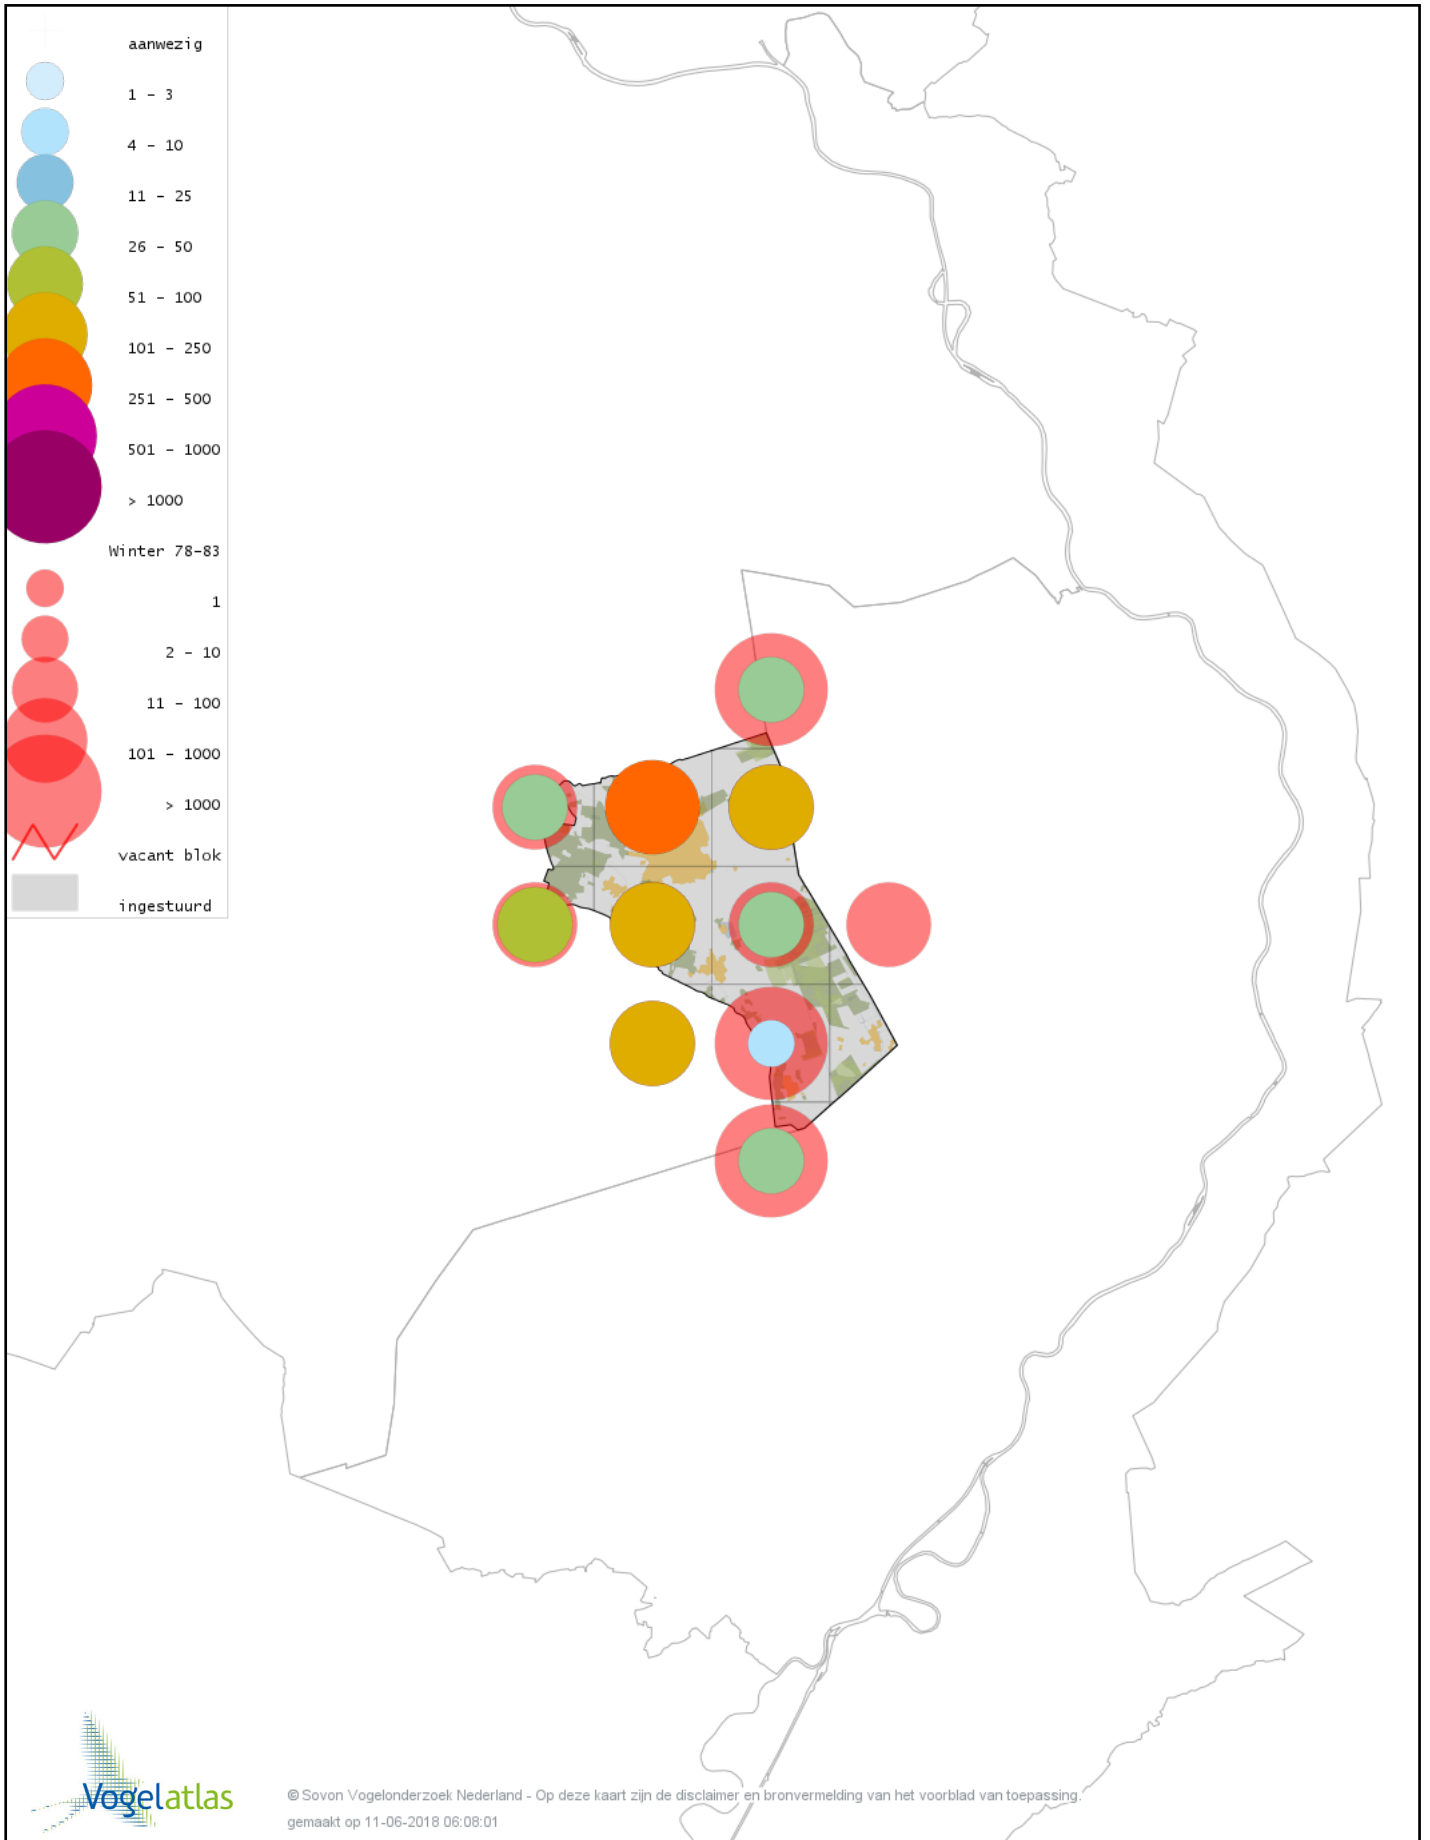 aanwezig
1 - 3
4 - 10
11 - 25
26 - 50
51 - 100
101 - 250
251 - 500
501 - 1000
> 1000
Winter 78-83
1
2 - 10
11 - 100
101 - 1000
> 1000
vacant blok
ingestuurd
Vogelatlas
© Sovon Vogelonderzoek Nederland - Op deze kaart zijn de disclaimer en bronvermelding van het voorblad van toepassing.
gemaakt op 11-06-2018 06:08:01